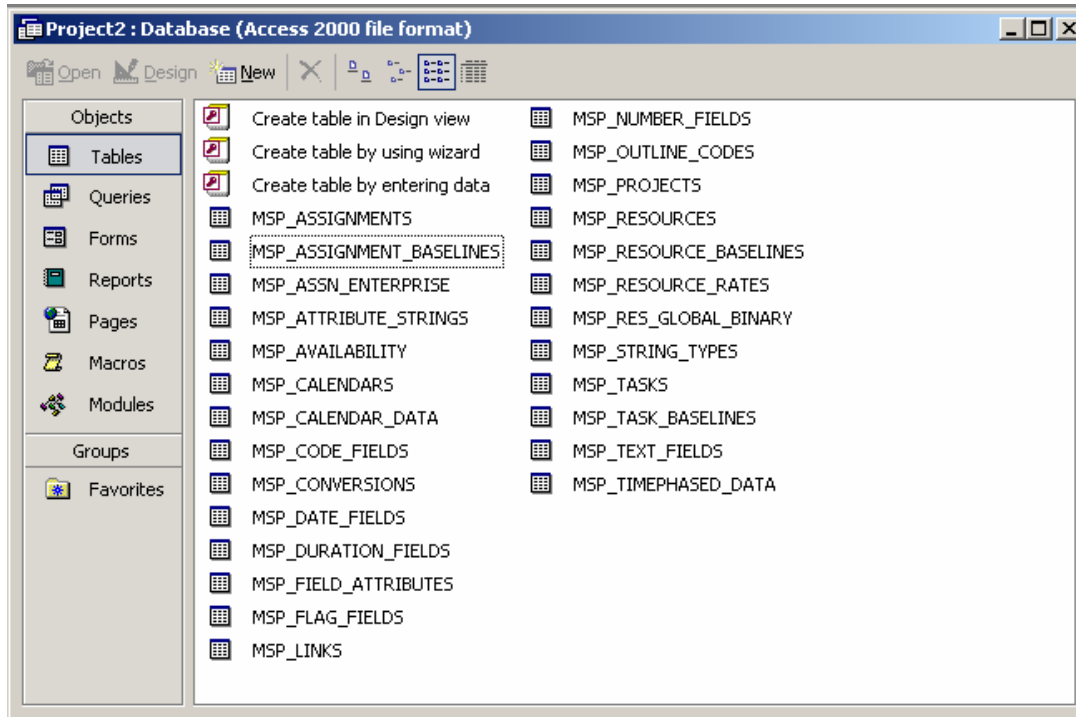 Project2 : Database (Access 2000 file format)
Open Design New
Objects
Tables
Queries
Forms
Reports
Pages
Macros
Modules
Groups
Favorites
Create table in Design view
Create table by using wizard
Create table by entering data
MSP_ASSIGNMENTS
MSP_ASSIGNMENT_BASELINES
MSP_ASSN_ENTERPRISE
MSP_ATTRIBUTE_STRINGS
MSP_AVAILABILITY
MSP_CALENDARS
MSP_CALENDAR_DATA
MSP_CODE_FIELDS
MSP_CONVERSIONS
MSP_DATE_FIELDS
MSP_DURATION_FIELDS
MSP_FIELD_ATTRIBUTES
MSP_FLAG_FIELDS
MSP_LINKS
MSP_NUMBER_FIELDS
MSP_OUTLINE_CODES
MSP_PROJECTS
MSP_RESOURCES
MSP_RESOURCE_BASELINES
MSP_RESOURCE_RATES
MSP_RES_GLOBAL_BINARY
MSP_STRING_TYPES
MSP_TASKS
MSP_TASK_BASELINES
MSP_TEXT_FIELDS
MSP_TIMEPHASED_DATA